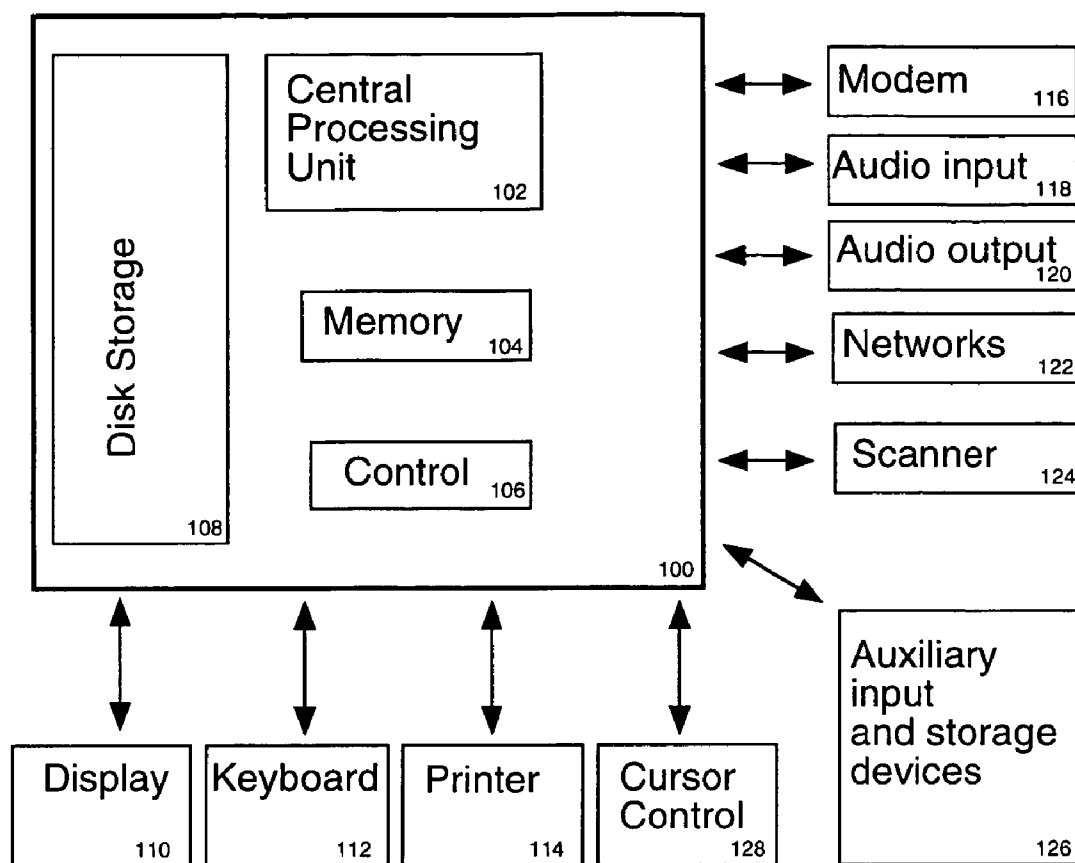 Disk Storage
108
Central
Processing
Unit
102
Memory
104
Control
106
100
Modem
116
Audio input
118
Audio output
120
Networks
122
Scanner
124
Auxiliary
input
and storage
devices
126
Display
110
Keyboard
112
Printer
114
Cursor
Control
128